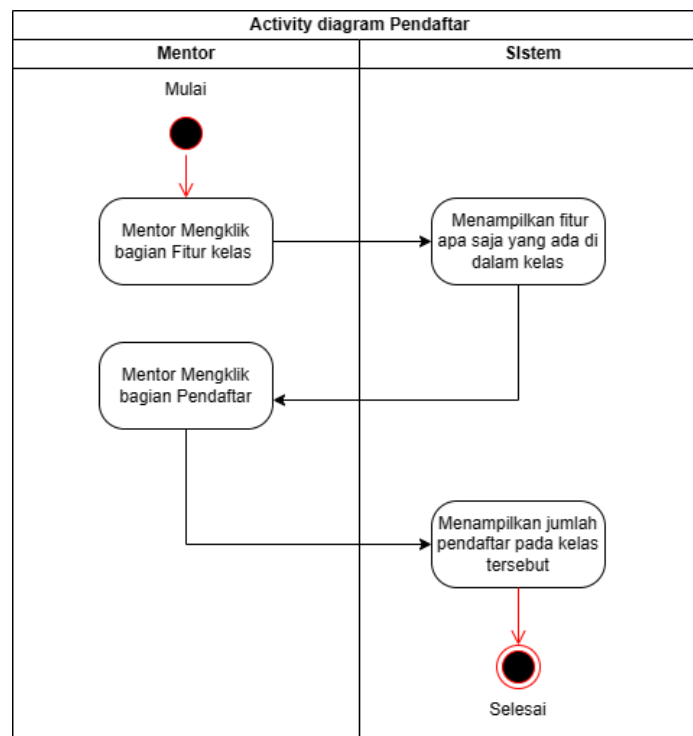 Activity diagram Pendaftar
Mentor
SIstem
Mulai
Mentor Mengklik
bagian Fitur kelas
Menampilkan fitur
apa saja yang ada di
dalam kelas
Mentor Mengklik
bagian Pendaftar
Menampilkan jumlah
pendaftar pada kelas
tersebut
Selesai